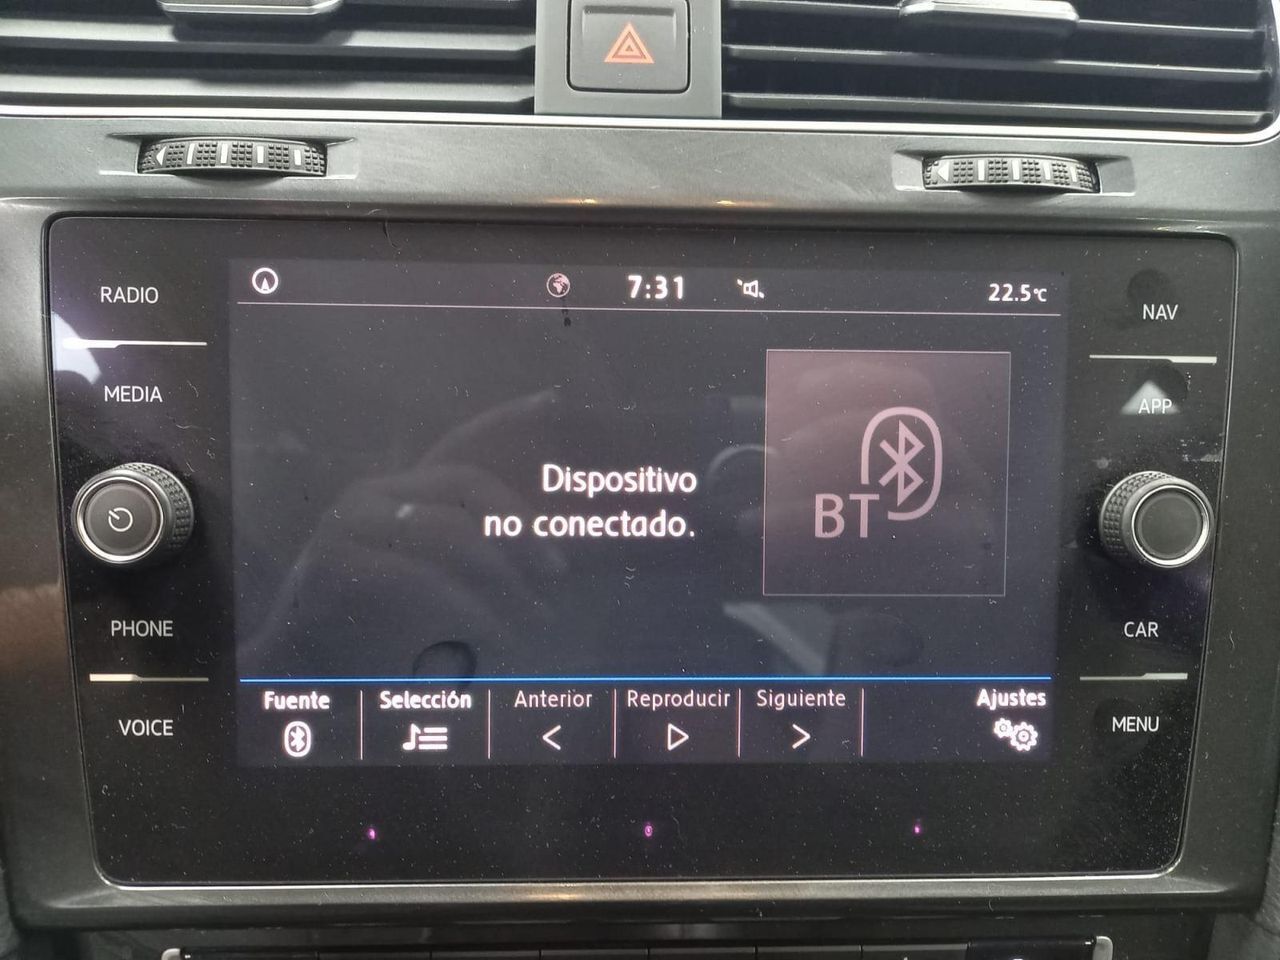 7:31
22.5°C
RADIO
MEDIA
PHONE
VOICE
NAV
APP
CAR
MENU
Dispositivo
no conectado.
BT
Fuente
Selección
Anterior
Reproducir
Siguiente
Ajustes